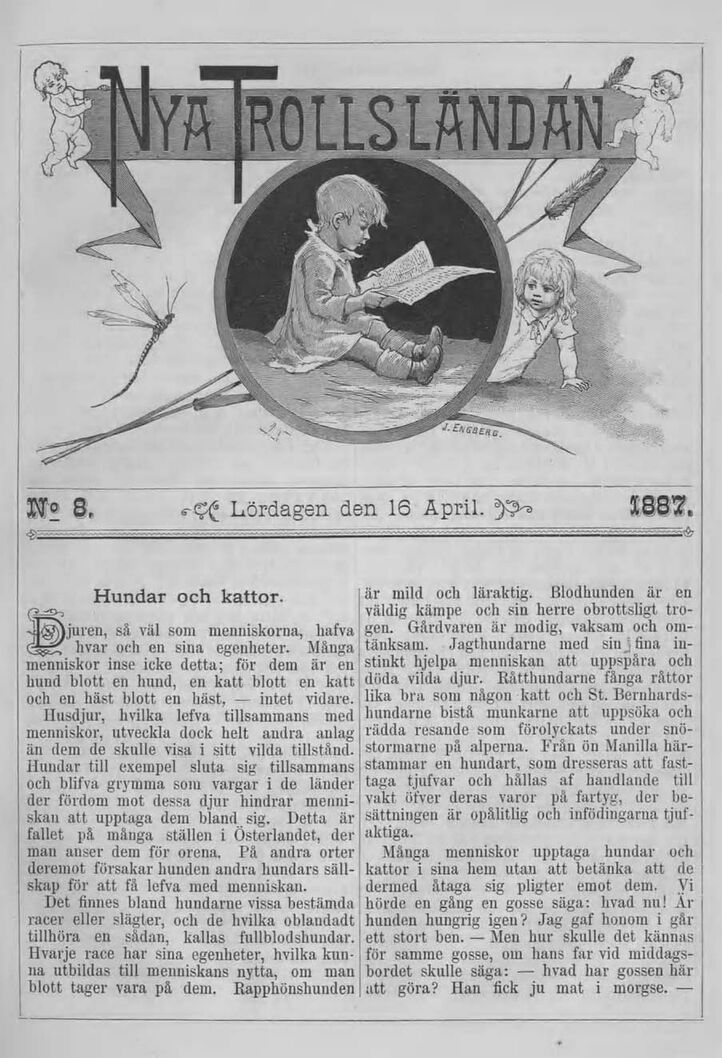 NYA TROLLSLÄNDAN
J. ENGBERG.
No 8.
Lördagen den 16 April.
1887.
Hundar och kattor.
Djuren, så väl som menniskorna, hafva
hvar och en sina egenheter. Många
menniskor inse icke detta; för dem är en
hund blott en hund, en katt blott en katt
och en häst blott en häst, — intet vidare.
Husdjur, hvilka lefva tillsammans med
menniskor, utveckla dock helt andra anlag
än dem de skulle visa i sitt vilda tillstånd.
Hundar till exempel sluta sig tillsammans
och blifva grymma som vargar i de länder
der fördom mot dessa djur hindrar menni-
skan att upptaga dem bland sig. Detta är
fallet på många ställen i Österlandet, der
man anser dem för orena. På andra orter
deremot försakar hunden andra hundars säll-
skap för att få lefva med menniskan.
Det finnes bland hundarne vissa bestämda
racer eller slägter, och de hvilka oblandadt
tillhöra en sådan, kallas fullblodshundar.
Hvarje race har sina egenheter, hvilka kun-
na utbildas till menniskans nytta, om man
blott tager vara på dem. Rapphönshunden
är mild och läraktig. Blodhunden är en
väldig kämpe och sin herre obrottsligt tro-
gen. Gårdvaren är modig, vaksam och om-
tänksam. Jagthundarne med sin fina in-
stinkt hjelpa menniskan att uppspåra och
döda vilda djur. Råtthundarne fånga råttor
lika bra som någon katt och St. Bernhards-
hundarne bistå munkarne att uppsöka och
rädda resande som förolyckats under snö-
stormarne på alperna. Från ön Manilla här-
stammar en hundart, som dresseras att fast-
taga tjufvar och hållas af handlande till
vakt öfver deras varor på fartyg, der be-
sättningen är opålitlig och infödingarna tjuf-
aktiga.
Många menniskor upptaga hundar och
kattor i sina hem utan att betänka att de
dermed åtaga sig pligter emot dem. Vi
hörde en gång en gosse säga: hvad nu! Är
hunden hungrig igen? Jag gaf honom i går
ett stort ben. — Men hur skulle det kännas
för samme gosse, om hans far vid middags-
bordet skulle säga: — hvad har gossen här
att göra? Han fick ju mat i morgse. —